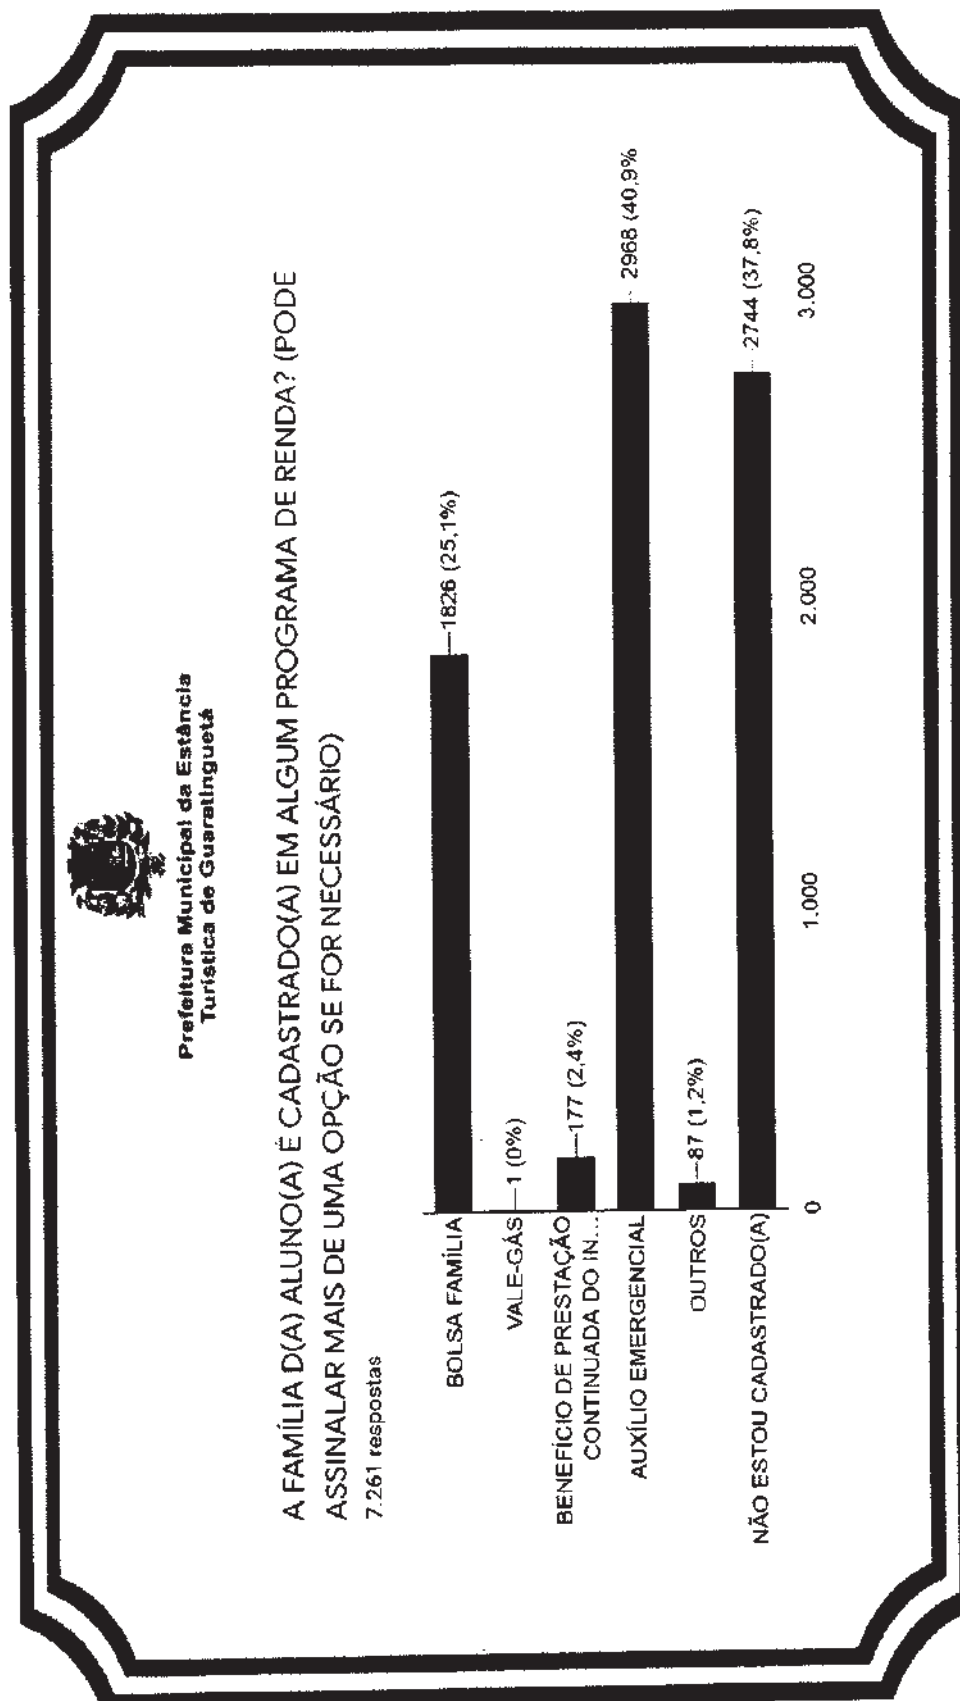 Prefeitura Municipal da Estância
Turística de Guaratinguetá
A FAMÍLIA D(A) ALUNO(A) É CADASTRADO(A) EM ALGUM PROGRAMA DE RENDA? (PODE
ASSINALAR MAIS DE UMA OPÇÃO SE FOR NECESSÁRIO)
7.261 respostas
BOLSA FAMÍLIA 1826 (25,1%)
VALE-GÁS 1 (0%)
BENEFÍCIO DE PRESTAÇÃO
CONTINUADA DO IN... 177 (2,4%)
AUXÍLIO EMERGENCIAL 2968 (40,9%
OUTROS 87 (1,2%)
NÃO ESTOU CADASTRADO(A) 2744 (37,8%)
0 1.000 2.000 3.000